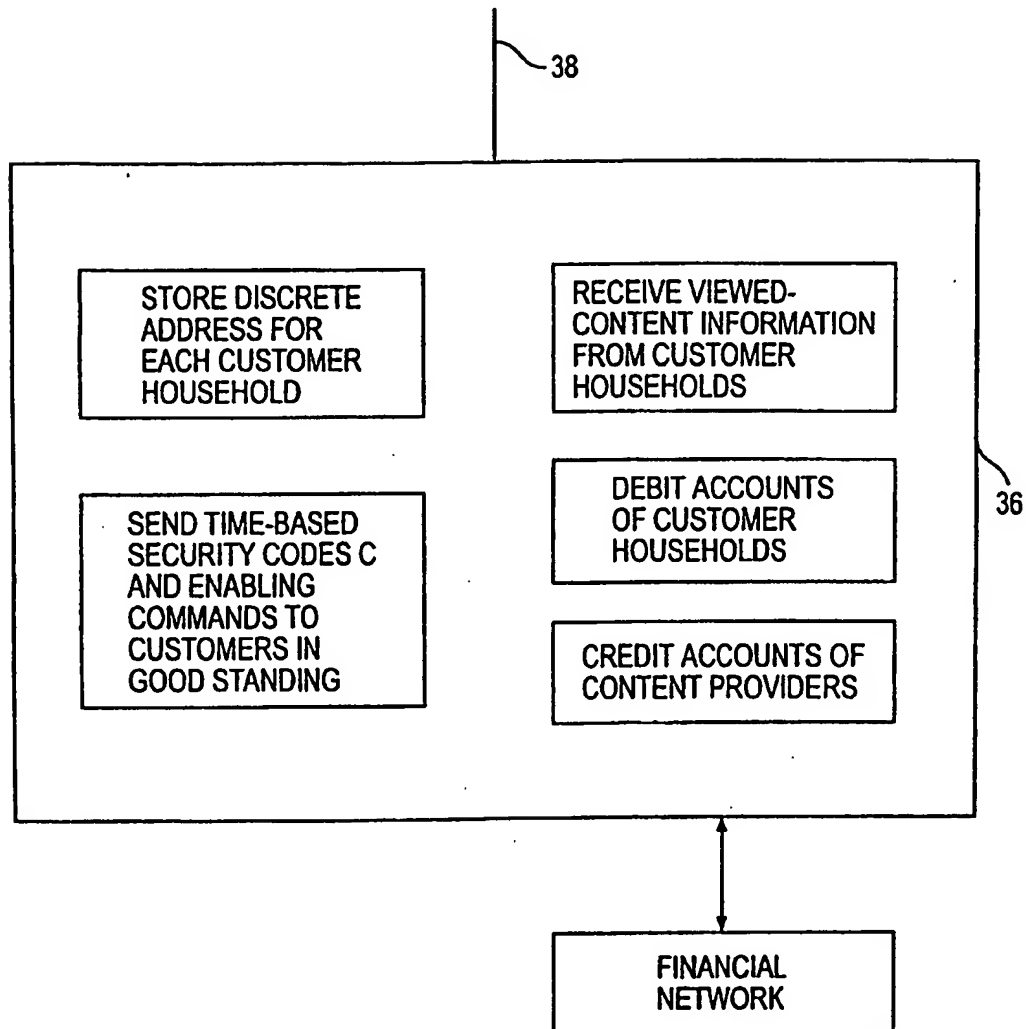 38
STORE DISCRETE
ADDRESS FOR
EACH CUSTOMER
HOUSEHOLD
RECEIVE VIEWED-
CONTENT INFORMATION
FROM CUSTOMER
HOUSEHOLDS
SEND TIME-BASED
SECURITY CODES C
AND ENABLING
COMMANDS TO
CUSTOMERS IN
GOOD STANDING
DEBIT ACCOUNTS
OF CUSTOMER
HOUSEHOLDS
36
CREDIT ACCOUNTS OF
CONTENT PROVIDERS
FINANCIAL
NETWORK